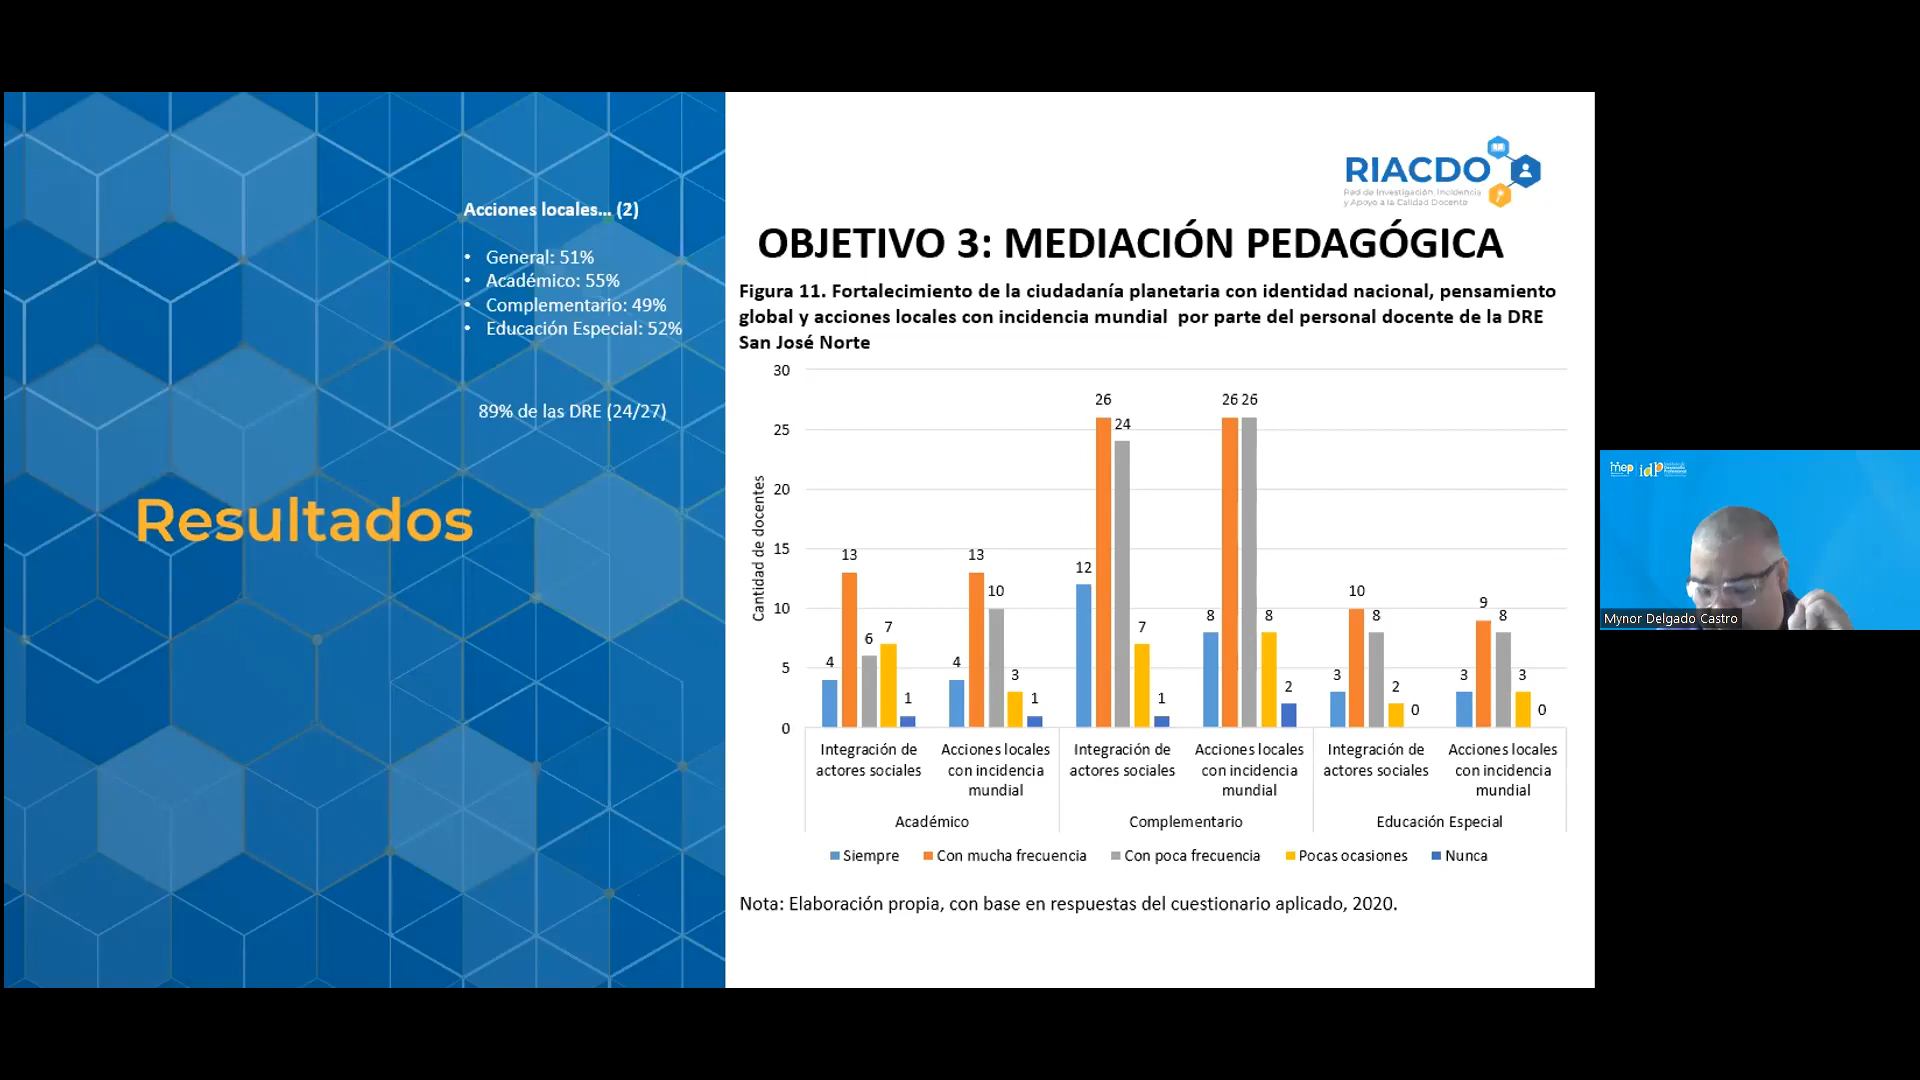 Acciones locales... (2)
• General: 51%
• Académico: 55%
• Complementario: 49%
• Educación Especial: 52%
89% de las DRE (24/27)
Resultados
RIACDO
Red de Investigación, Incidencia
y Apoyo a la Calidad Docente
OBJETIVO 3: MEDIACIÓN PEDAGÓGICA
Figura 11. Fortalecimiento de la ciudadanía planetaria con identidad nacional, pensamiento
global y acciones locales con incidencia mundial por parte del personal docente de la DRE
San José Norte
Cantidad de docentes
30
25
20
15
10
5
0
4 13 6 7 1
4 13 10 3 1
12 26 24 7 1
8 26 26 8 2
3 10 8 2 0
3 9 8 3 0
Integración de
actores sociales
Acciones locales
con incidencia
mundial
Integración de
actores sociales
Acciones locales
con incidencia
mundial
Integración de
actores sociales
Acciones locales
con incidencia
mundial
Académico
Complementario
Educación Especial
Siempre Con mucha frecuencia Con poca frecuencia Pocas ocasiones Nunca
Nota: Elaboración propia, con base en respuestas del cuestionario aplicado, 2020.
mep idp
Mynor Delgado Castro